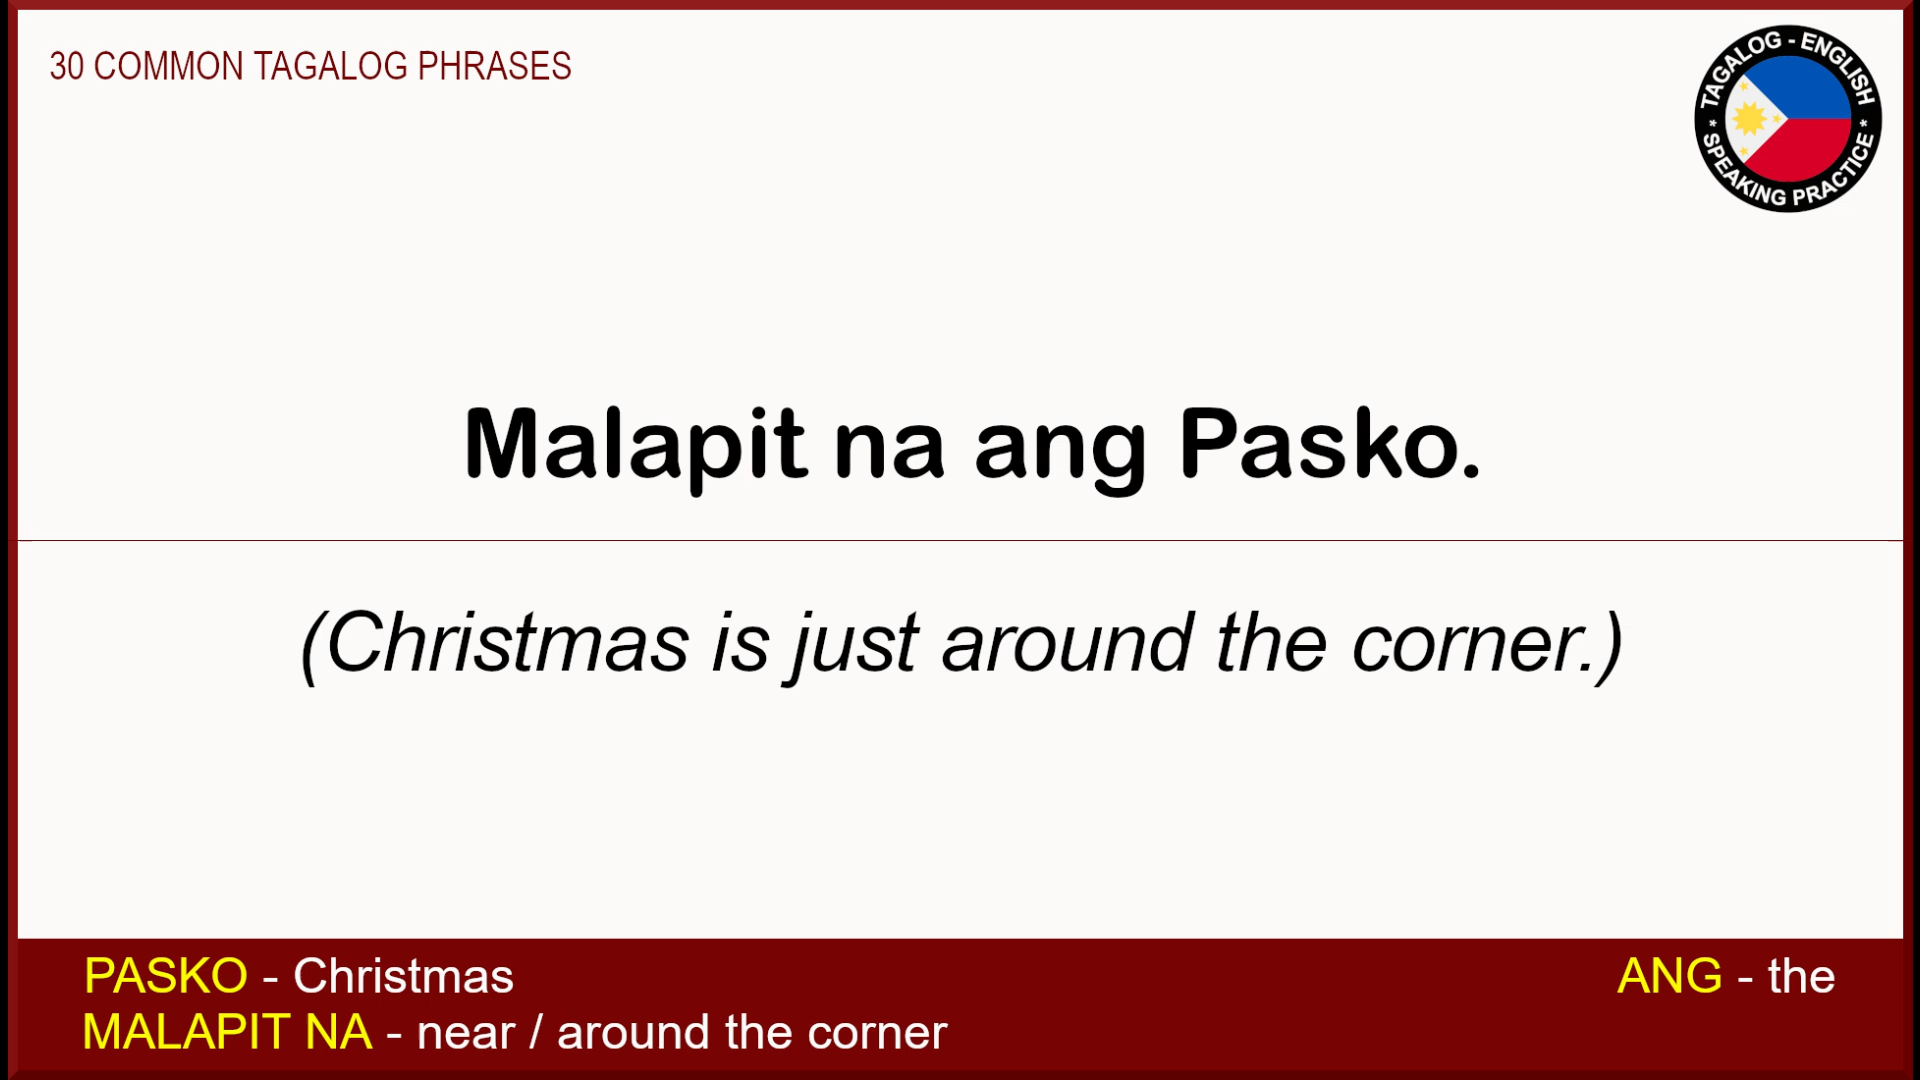 30 COMMON TAGALOG PHRASES
TAGALOG - ENGLISH
* SPEAKING PRACTICE *
Malapit na ang Pasko.
(Christmas is just around the corner.)
PASKO - Christmas
ANG - the
MALAPIT NA - near / around the corner